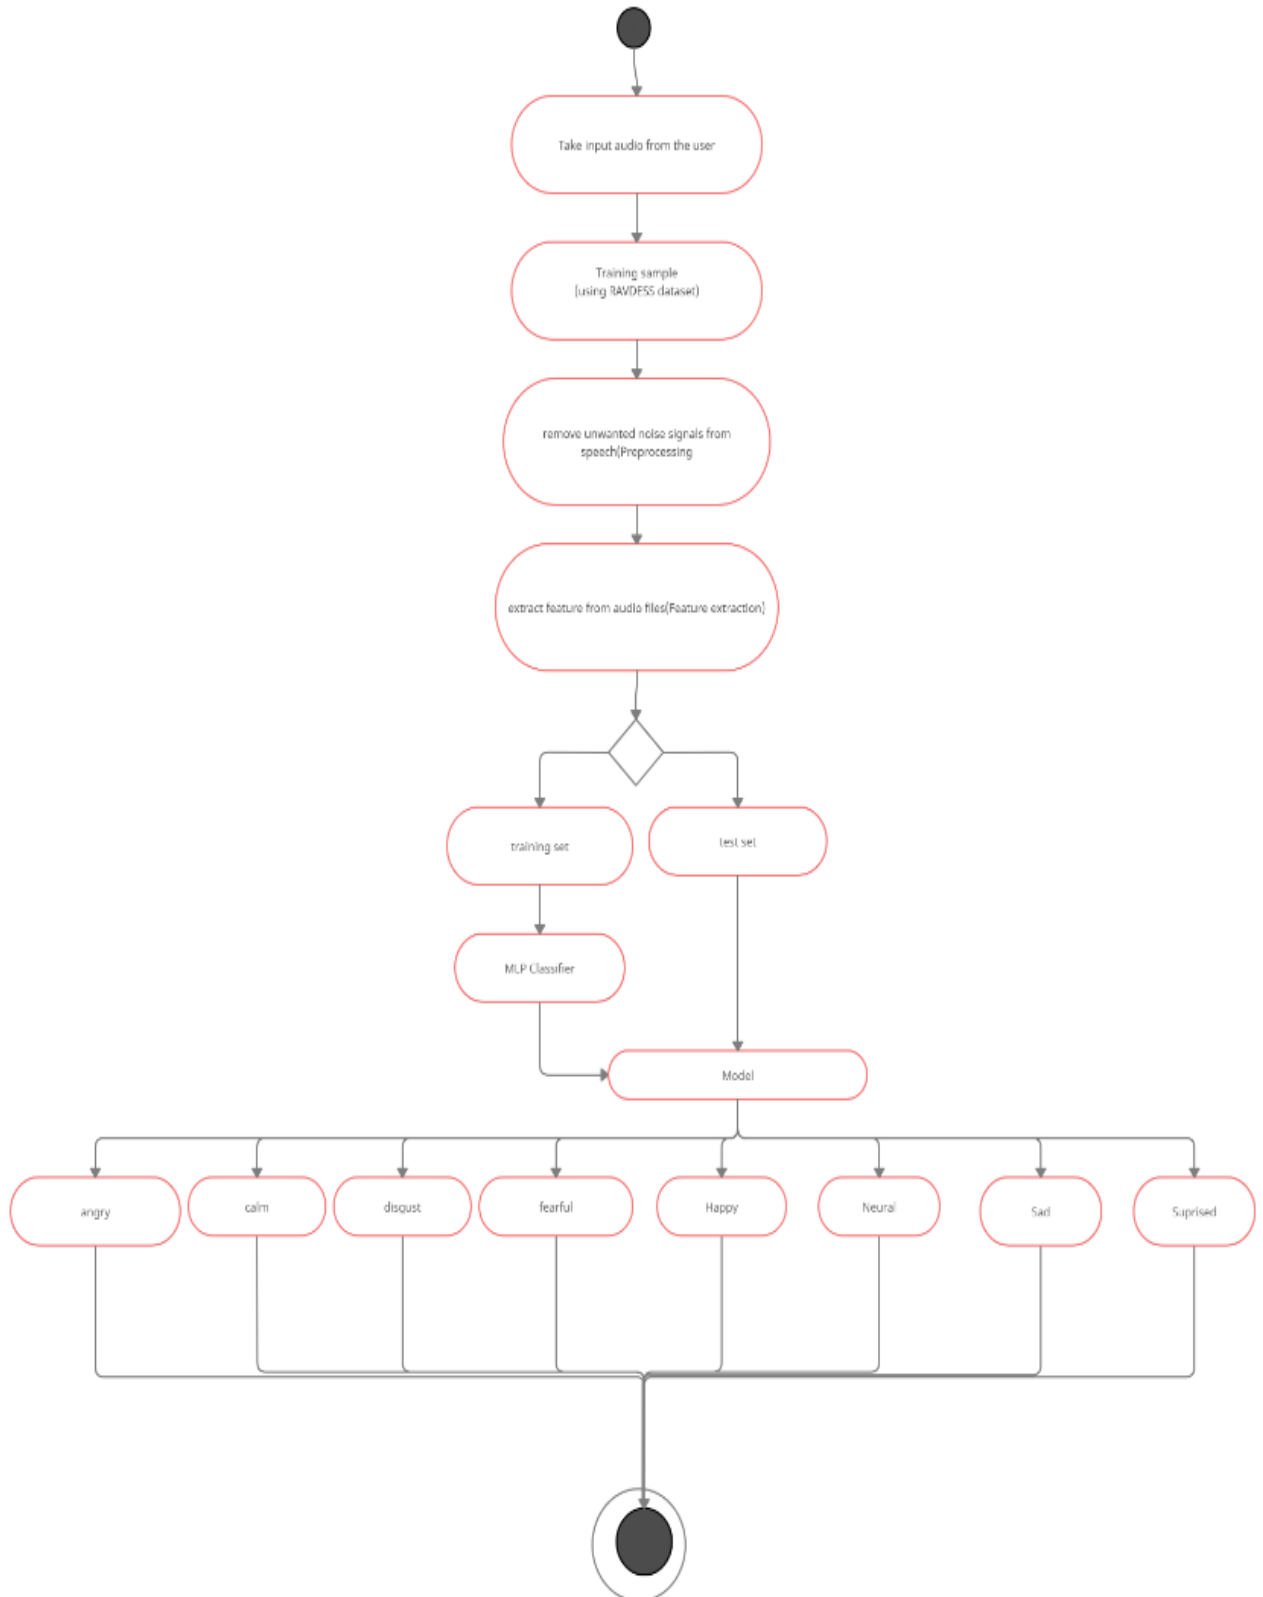 Take input audio from the user
Training sample
(using RAVDESS dataset)
remove unwanted noise signals from
speech(Preprocessing
extract feature from audio files(Feature extraction)
training set
test set
MLP Classifier
Model
angry
calm
disgust
fearful
Happy
Neural
Sad
Suprised